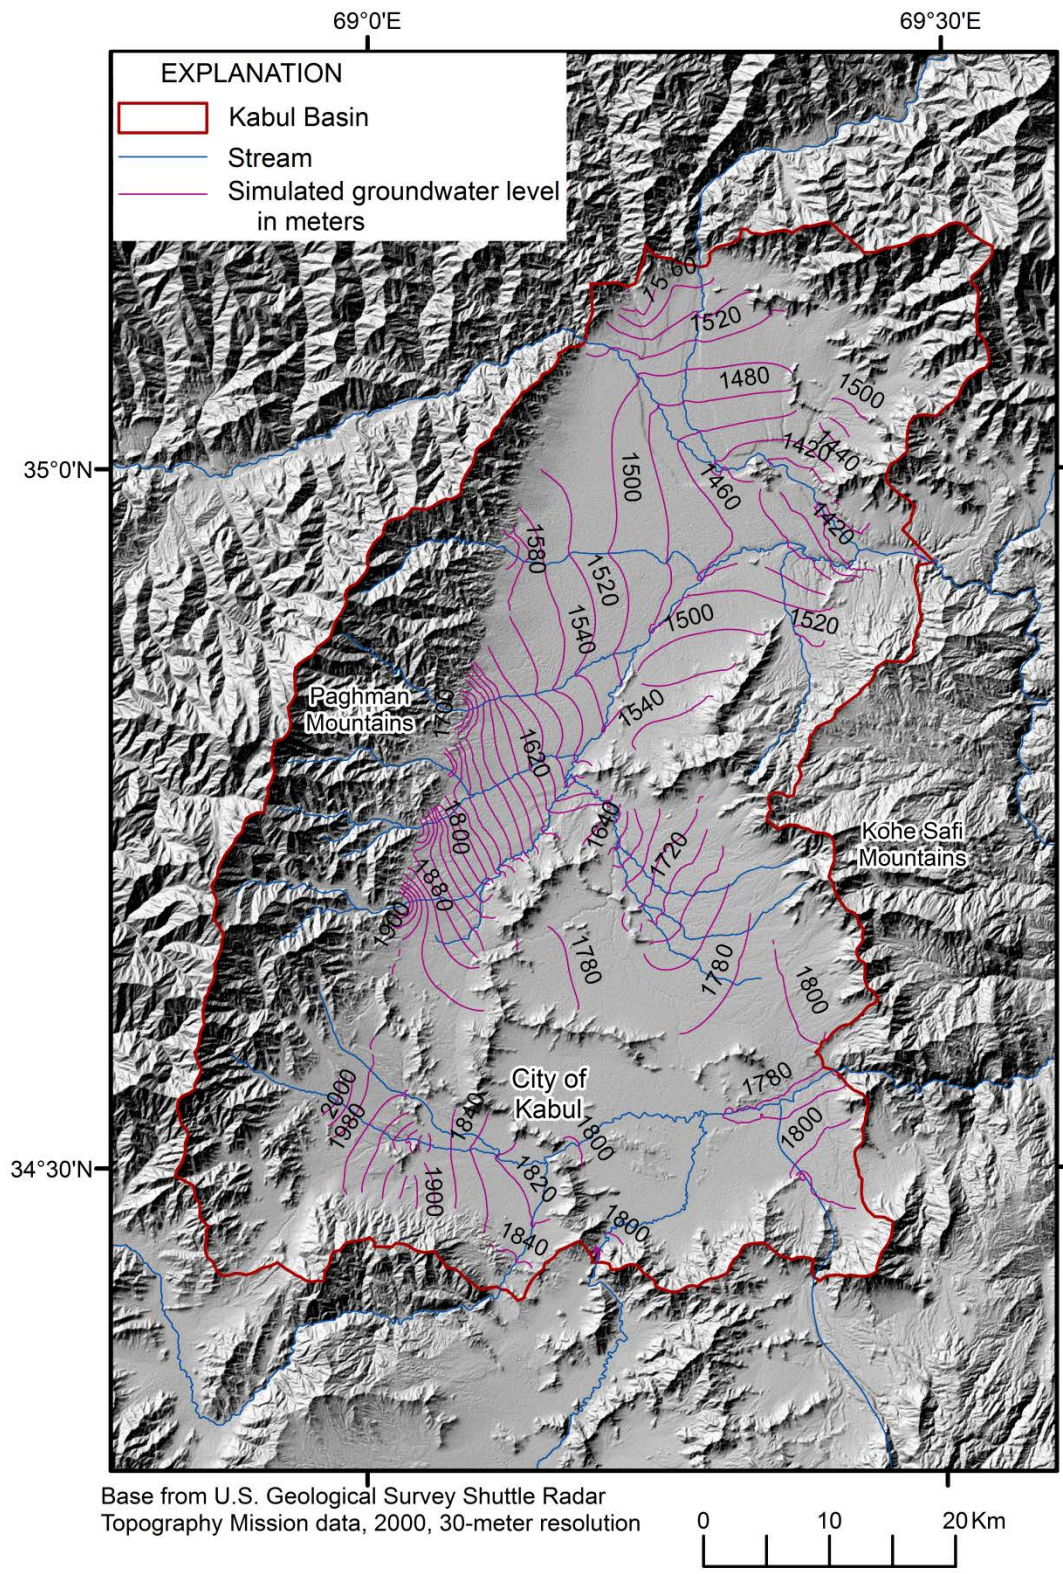 69°0'E
69°30'E
EXPLANATION
Kabul Basin
Stream
Simulated groundwater level
in meters
1560
1520
1480
1500
35°0'N
1420
1440
1500
1460
1420
1580
1520
1500
1520
1540
1700
Paghman
Mountains
1540
1620
1800
1640
1720
Kohe Safi
Mountains
1880
1900
1780
1780
1800
2000
1980
City of
Kabul
1780
1840
1800
1800
34°30'N
1820
1900
1800
1840
Base from U.S. Geological Survey Shuttle Radar
Topography Mission data, 2000, 30-meter resolution
0 10 20 Km